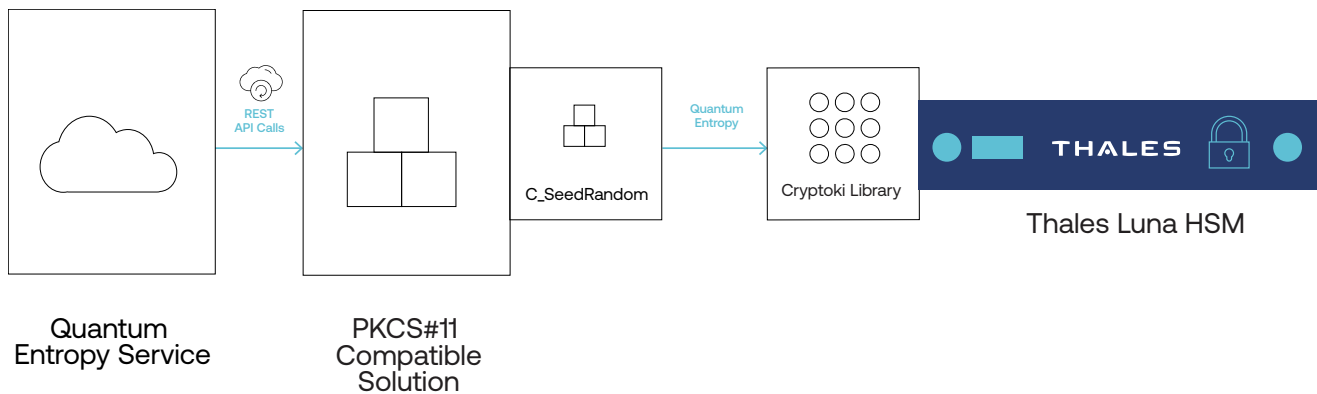 REST
API Calls
C_SeedRandom
Quantum
Entropy
Cryptoki Library
THALES
Thales Luna HSM
Quantum
Entropy Service
PKCS#11
Compatible
Solution